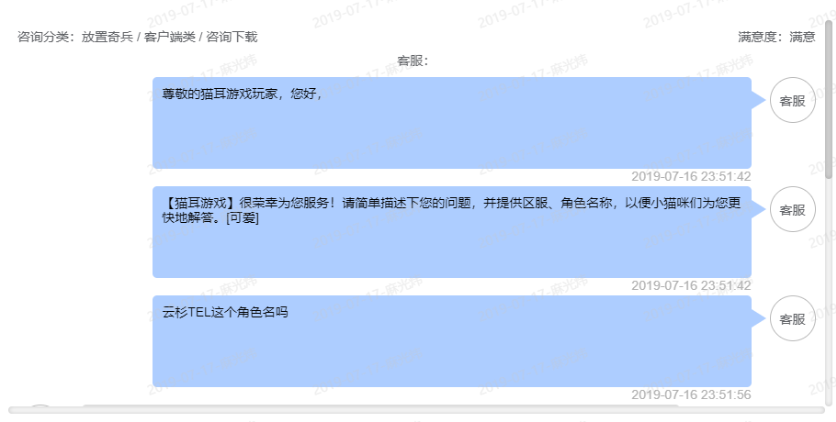 咨询分类：放置奇兵 / 客户端类 / 咨询下载
满意度：满意
客服：
尊敬的猫耳游戏玩家，您好，
客服
2019-07-16 23:51:42
【猫耳游戏】很荣幸为您服务！请简单描述下您的问题，并提供区服、角色名称，以便小猫咪们为您更
快地解答。[可爱]
客服
2019-07-16 23:51:42
云杉TEL这个角色名吗
客服
2019-07-16 23:51:56